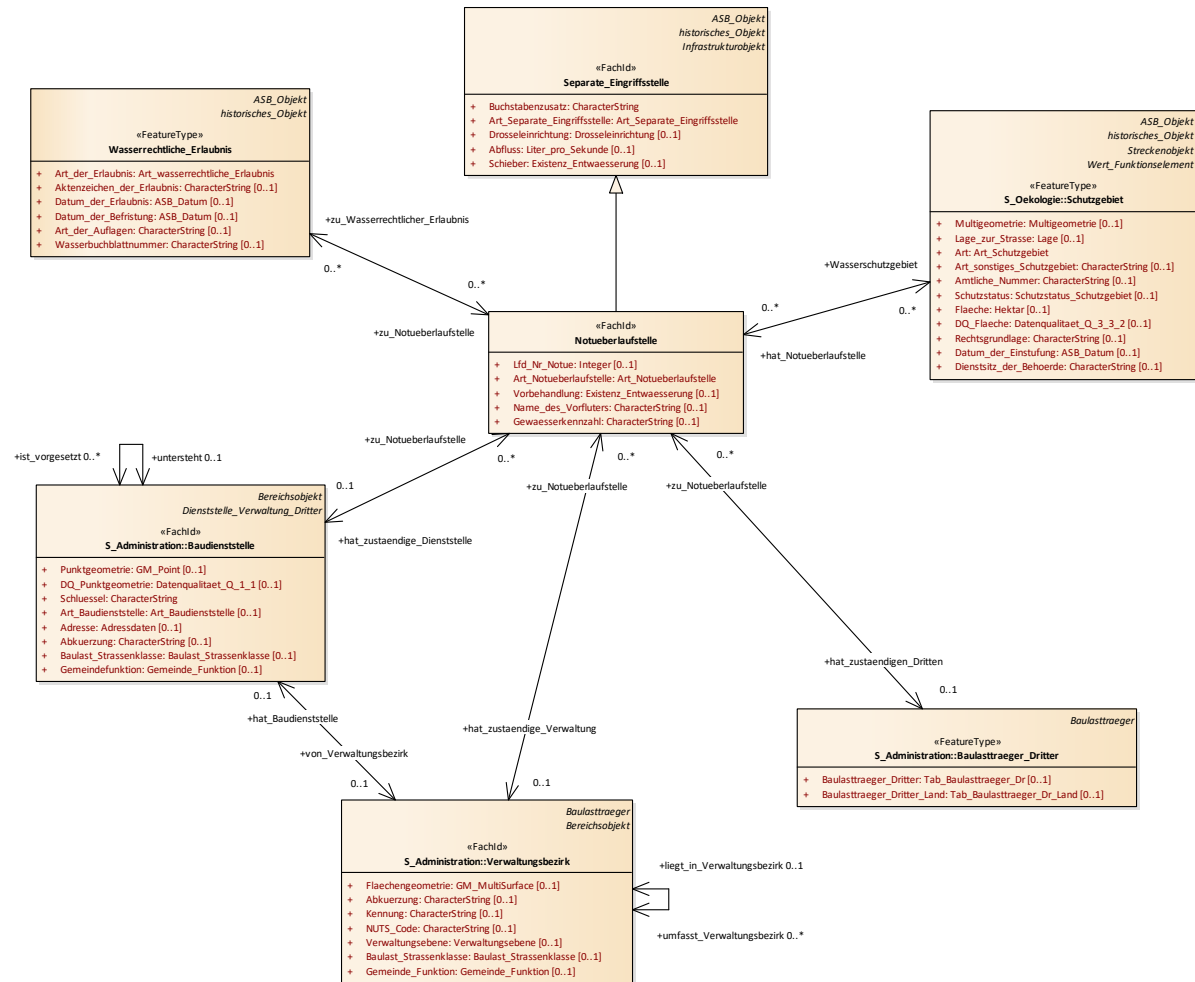 ASB_Objekt
historisches_Objekt
Infrastrukturobjekt
«FachId»
Separate_Eingriffsstelle
+ Buchstabenzusatz: CharacterString
+ Art_Separate_Eingriffsstelle: Art_Separate_Eingriffsstelle
+ Drosseleinrichtung: Drosseleinrichtung [0..1]
+ Abfluss: Liter_pro_Sekunde [0..1]
+ Schieber: Existenz_Entwaesserung [0..1]
ASB_Objekt
historisches_Objekt
«FeatureType»
Wasserrechtliche_Erlaubnis
+ Art_der_Erlaubnis: Art_wasserrechtliche_Erlaubnis
+ Aktenzeichen_der_Erlaubnis: CharacterString [0..1]
+ Datum_der_Erlaubnis: ASB_Datum [0..1]
+ Datum_der_Befristung: ASB_Datum [0..1]
+ Art_der_Auflagen: CharacterString [0..1]
+ Wasserbuchblattnummer: CharacterString [0..1]
ASB_Objekt
historisches_Objekt
Streckenobjekt
Wert_Funktionselement
«FeatureType»
S_Oekologie::Schutzgebiet
+ Multigeometrie: Multigeometrie [0..1]
+ Lage_zur_Strasse: Lage [0..1]
+ Art: Art_Schutzgebiet
+ Art_sonstiges_Schutzgebiet: CharacterString [0..1]
+ Amtliche_Nummer: CharacterString [0..1]
+ Schutzstatus: Schutzstatus_Schutzgebiet [0..1]
+ Flaeche: Hektar [0..1]
+ DQ_Flaeche: Datenqualitaet_Q_3_3_2 [0..1]
+ Rechtsgrundlage: CharacterString [0..1]
+ Datum_der_Einstufung: ASB_Datum [0..1]
+ Dienstsitz_der_Behoerde: CharacterString [0..1]
+zu_Wasserrechtlicher_Erlaubnis
0..*
0..*
+zu_Notueberlaufstelle
+Wasserschutzgebiet
0..*
0..*
+hat_Notueberlaufstelle
«FachId»
Notueberlaufstelle
+ Lfd_Nr_Notue: Integer [0..1]
+ Art_Notueberlaufstelle: Art_Notueberlaufstelle
+ Vorbehandlung: Existenz_Entwaesserung [0..1]
+ Name_des_Vorfluters: CharacterString [0..1]
+ Gewaesserkennzahl: CharacterString [0..1]
+zu_Notueberlaufstelle
0..*
0..1
+hat_zustaendige_Dienststelle
0..*
+zu_Notueberlaufstelle
0..*
+zu_Notueberlaufstelle
+ist_vorgesetzt 0..*
+untersteht 0..1
Bereichsobjekt
Dienststelle_Verwaltung_Dritter
«FachId»
S_Administration::Baudienststelle
+ Punktgeometrie: GM_Point [0..1]
+ DQ_Punktgeometrie: Datenqualitaet_Q_1_1 [0..1]
+ Schluessel: CharacterString
+ Art_Baudienststelle: Art_Baudienststelle [0..1]
+ Adresse: Adressdaten [0..1]
+ Abkuerzung: CharacterString [0..1]
+ Baulast_Strassenklasse: Baulast_Strassenklasse [0..1]
+ Gemeindefunktion: Gemeinde_Funktion [0..1]
0..1
+hat_Baudienststelle
+von_Verwaltungsbezirk
0..1
+hat_zustaendige_Verwaltung
0..1
+hat_zustaendigen_Dritten
0..1
Baulasttraeger
«FeatureType»
S_Administration::Baulasttraeger_Dritter
+ Baulasttraeger_Dritter: Tab_Baulasttraeger_Dr [0..1]
+ Baulasttraeger_Dritter_Land: Tab_Baulasttraeger_Dr_Land [0..1]
Baulasttraeger
Bereichsobjekt
«FachId»
S_Administration::Verwaltungsbezirk
+ Flaechengeometrie: GM_MultiSurface [0..1]
+ Abkuerzung: CharacterString [0..1]
+ Kennung: CharacterString [0..1]
+ NUTS_Code: CharacterString [0..1]
+ Verwaltungsebene: Verwaltungsebene [0..1]
+ Baulast_Strassenklasse: Baulast_Strassenklasse [0..1]
+ Gemeinde_Funktion: Gemeinde_Funktion [0..1]
+liegt_in_Verwaltungsbezirk 0..1
+umfasst_Verwaltungsbezirk 0..*